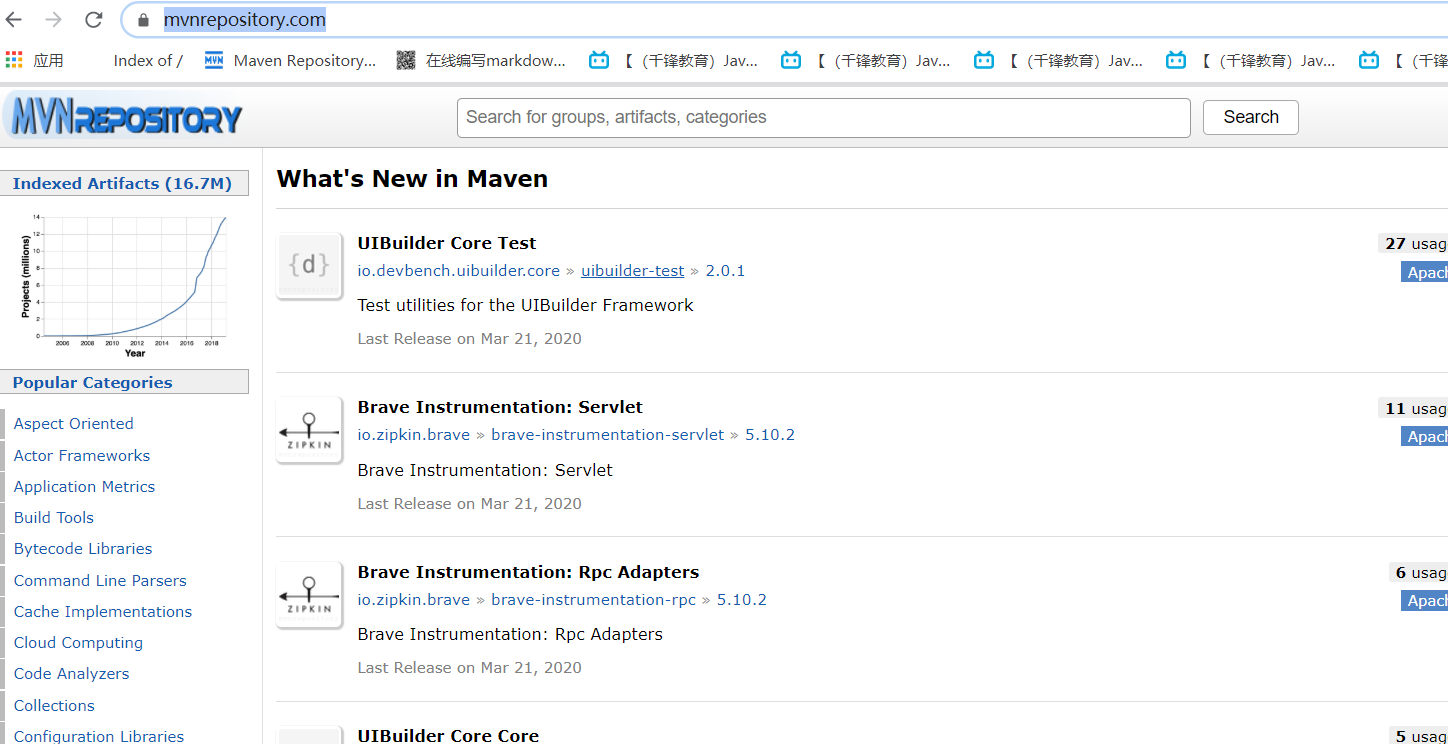 mvnrepository.com
应用 Index of / MVN Maven Repository... 在线编写markdow... 【（千锋教育）Jav... 【（千锋教育）Jav... 【（千锋教育）Jav... 【（千锋教育）Jav... 【（千锋
MVNREPOSITORY
Search for groups, artifacts, categories
Search
Indexed Artifacts (16.7M)
Projects (millions)
14
12
10
8
6
4
2
0
2006 2008 2010 2012 2014 2016 2018
Year
Popular Categories
Aspect Oriented
Actor Frameworks
Application Metrics
Build Tools
Bytecode Libraries
Command Line Parsers
Cache Implementations
Cloud Computing
Code Analyzers
Collections
Configuration Libraries
What's New in Maven
{d}
UIBuilder Core Test
27 usag
io.devbench.uibuilder.core » uibuilder-test » 2.0.1
Apach
Test utilities for the UIBuilder Framework
Last Release on Mar 21, 2020
ZIPKIN
Brave Instrumentation: Servlet
11 usag
io.zipkin.brave » brave-instrumentation-servlet » 5.10.2
Apach
Brave Instrumentation: Servlet
Last Release on Mar 21, 2020
ZIPKIN
Brave Instrumentation: Rpc Adapters
6 usag
io.zipkin.brave » brave-instrumentation-rpc » 5.10.2
Apach
Brave Instrumentation: Rpc Adapters
Last Release on Mar 21, 2020
UIBuilder Core Core
5 usag